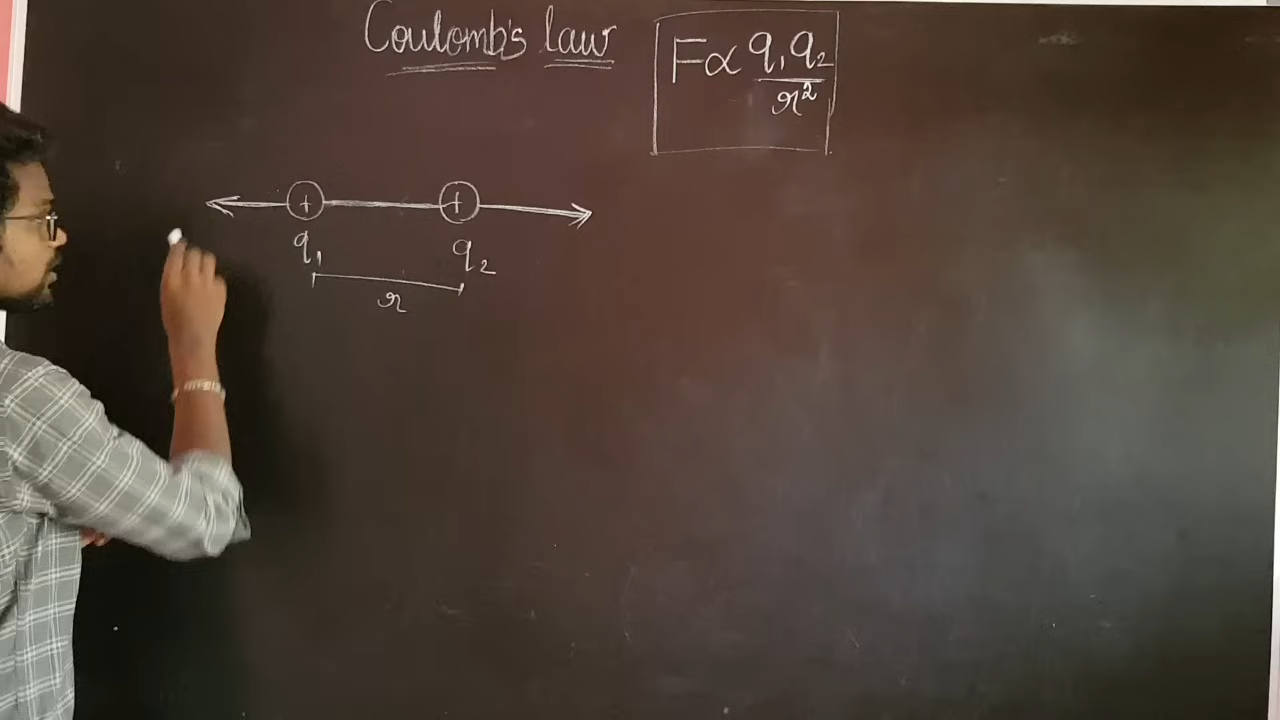 Coulomb's law
F∝ q₁q₂
r²
+ +
q₁ q₂
r